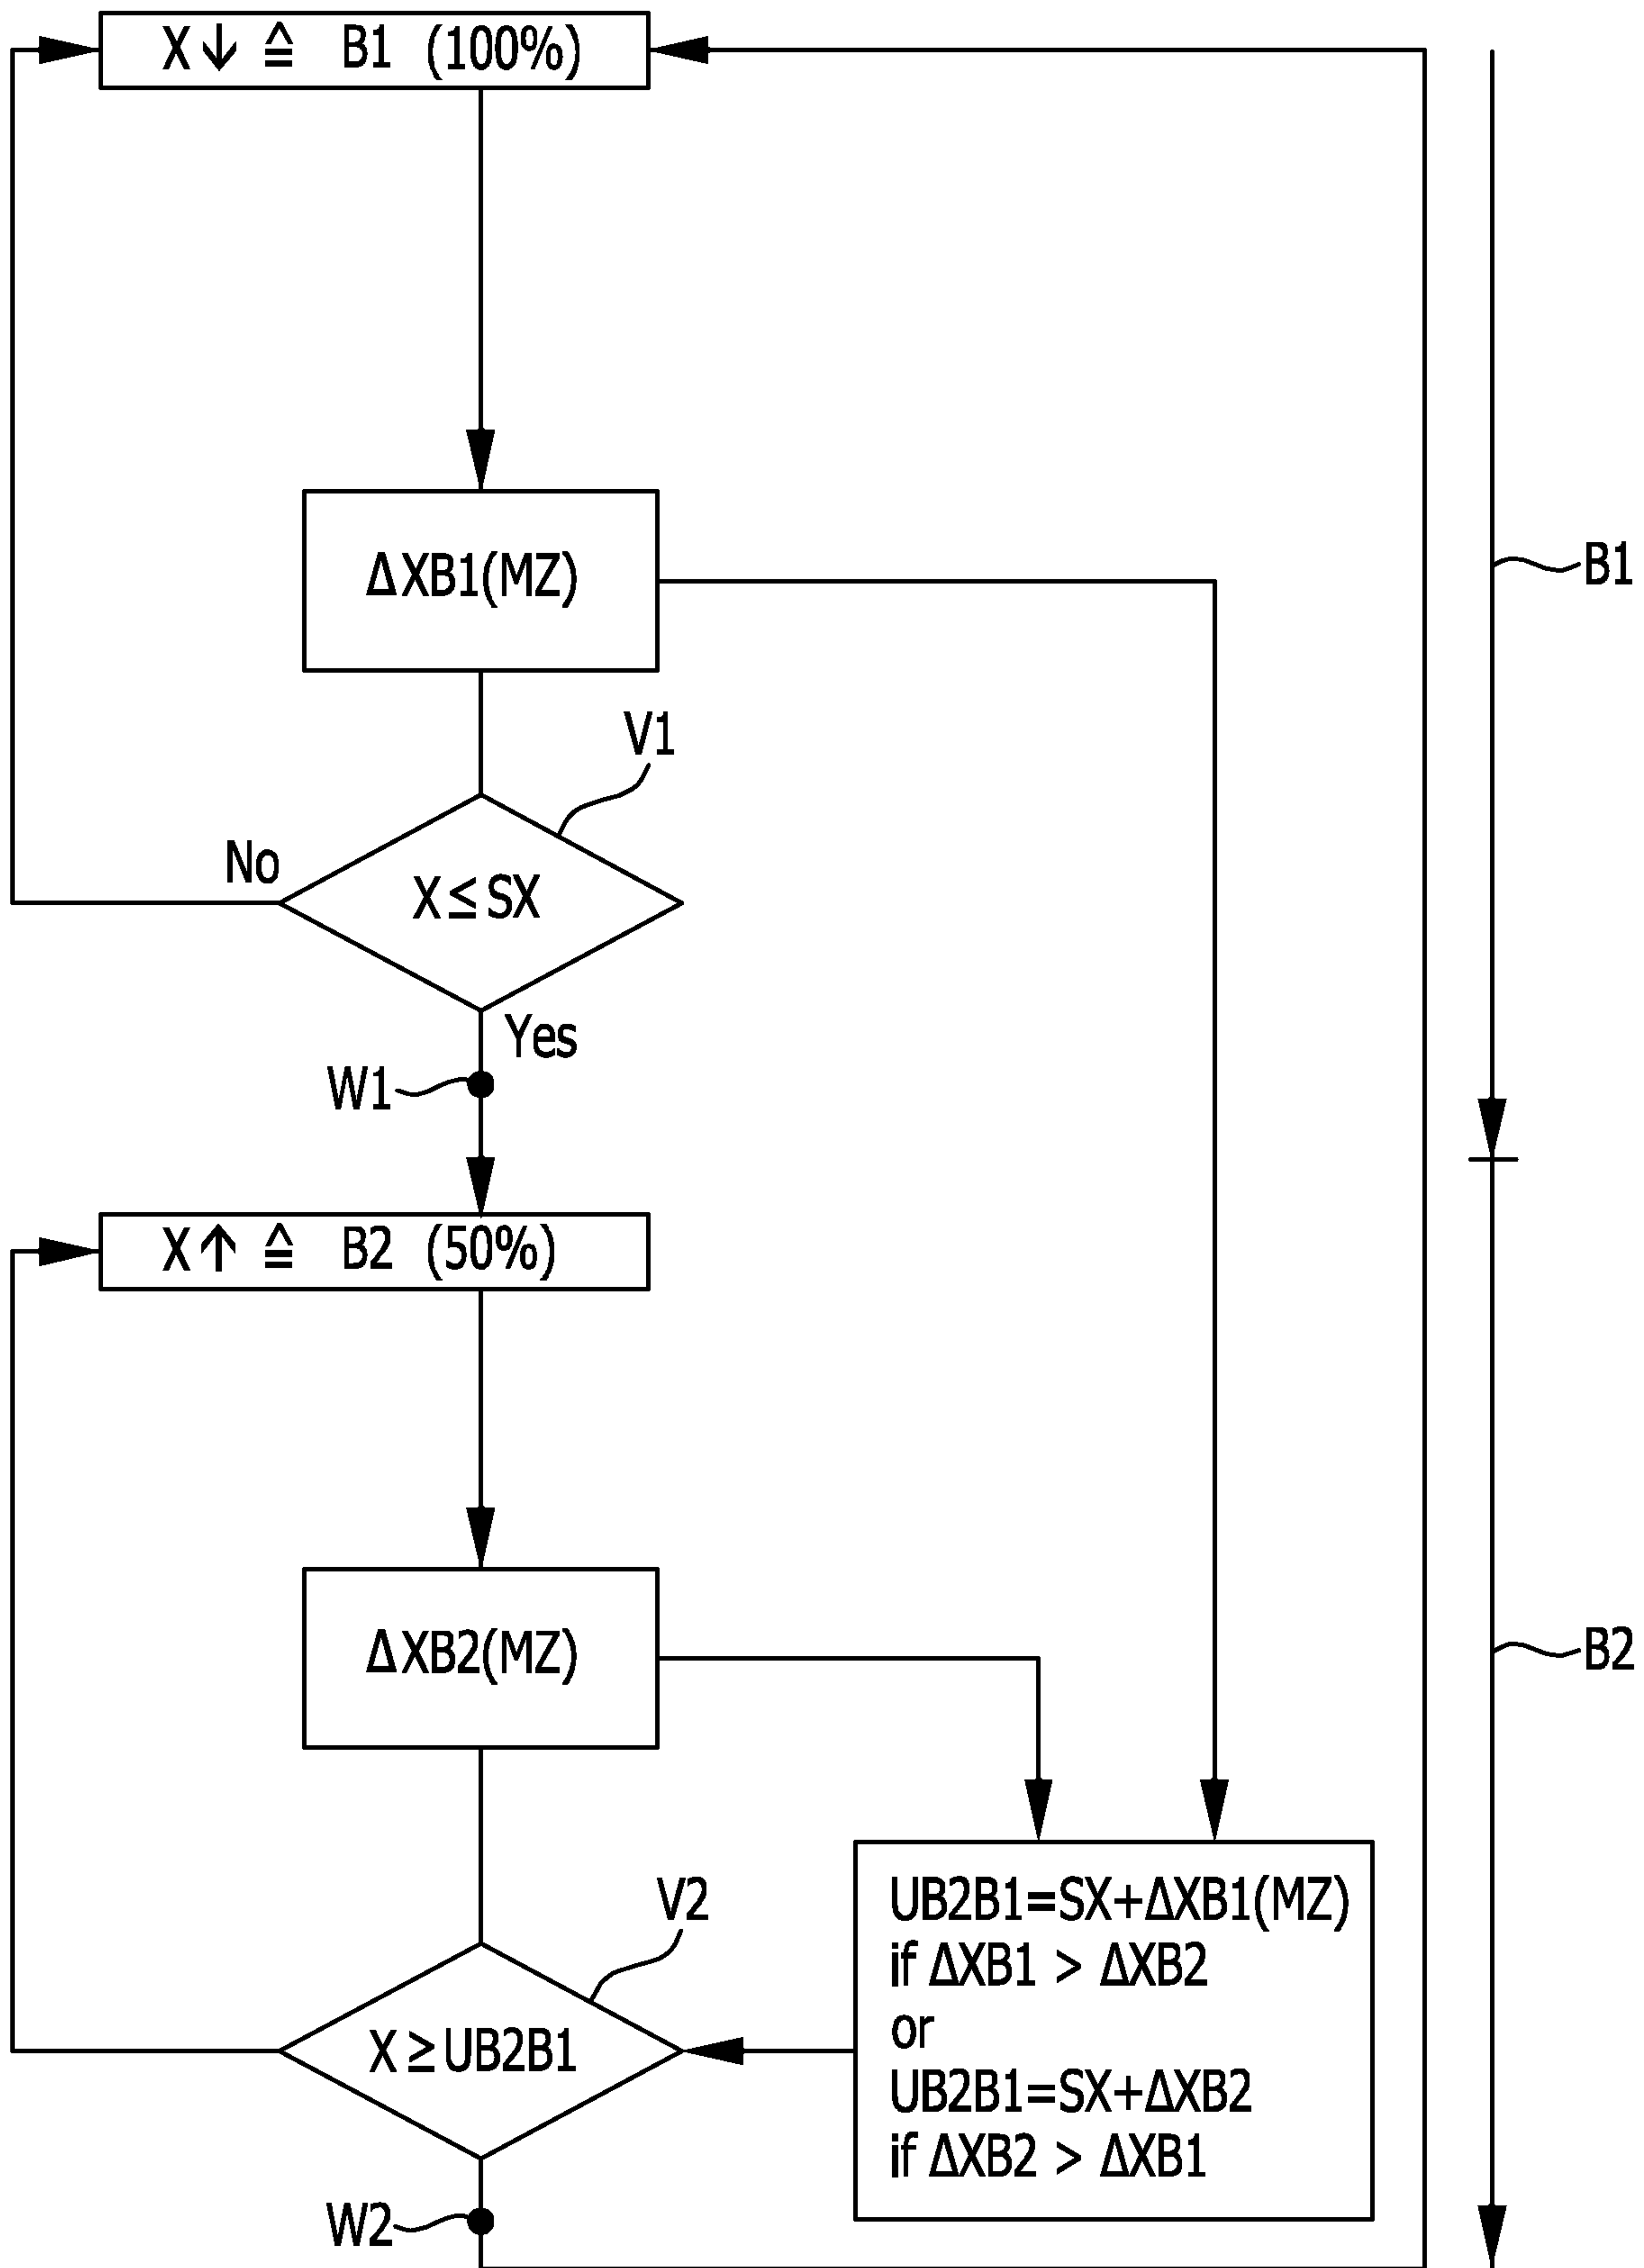 X ↓ ≙ B1 (100%)
ΔXB1(MZ)
B1
V1
No
X ≤ SX
Yes
W1
X ↑ ≙ B2 (50%)
ΔXB2(MZ)
B2
V2
UB2B1=SX+ΔXB1(MZ)
if ΔXB1 > ΔXB2
or
UB2B1=SX+ΔXB2
if ΔXB2 > ΔXB1
X ≥ UB2B1
W2